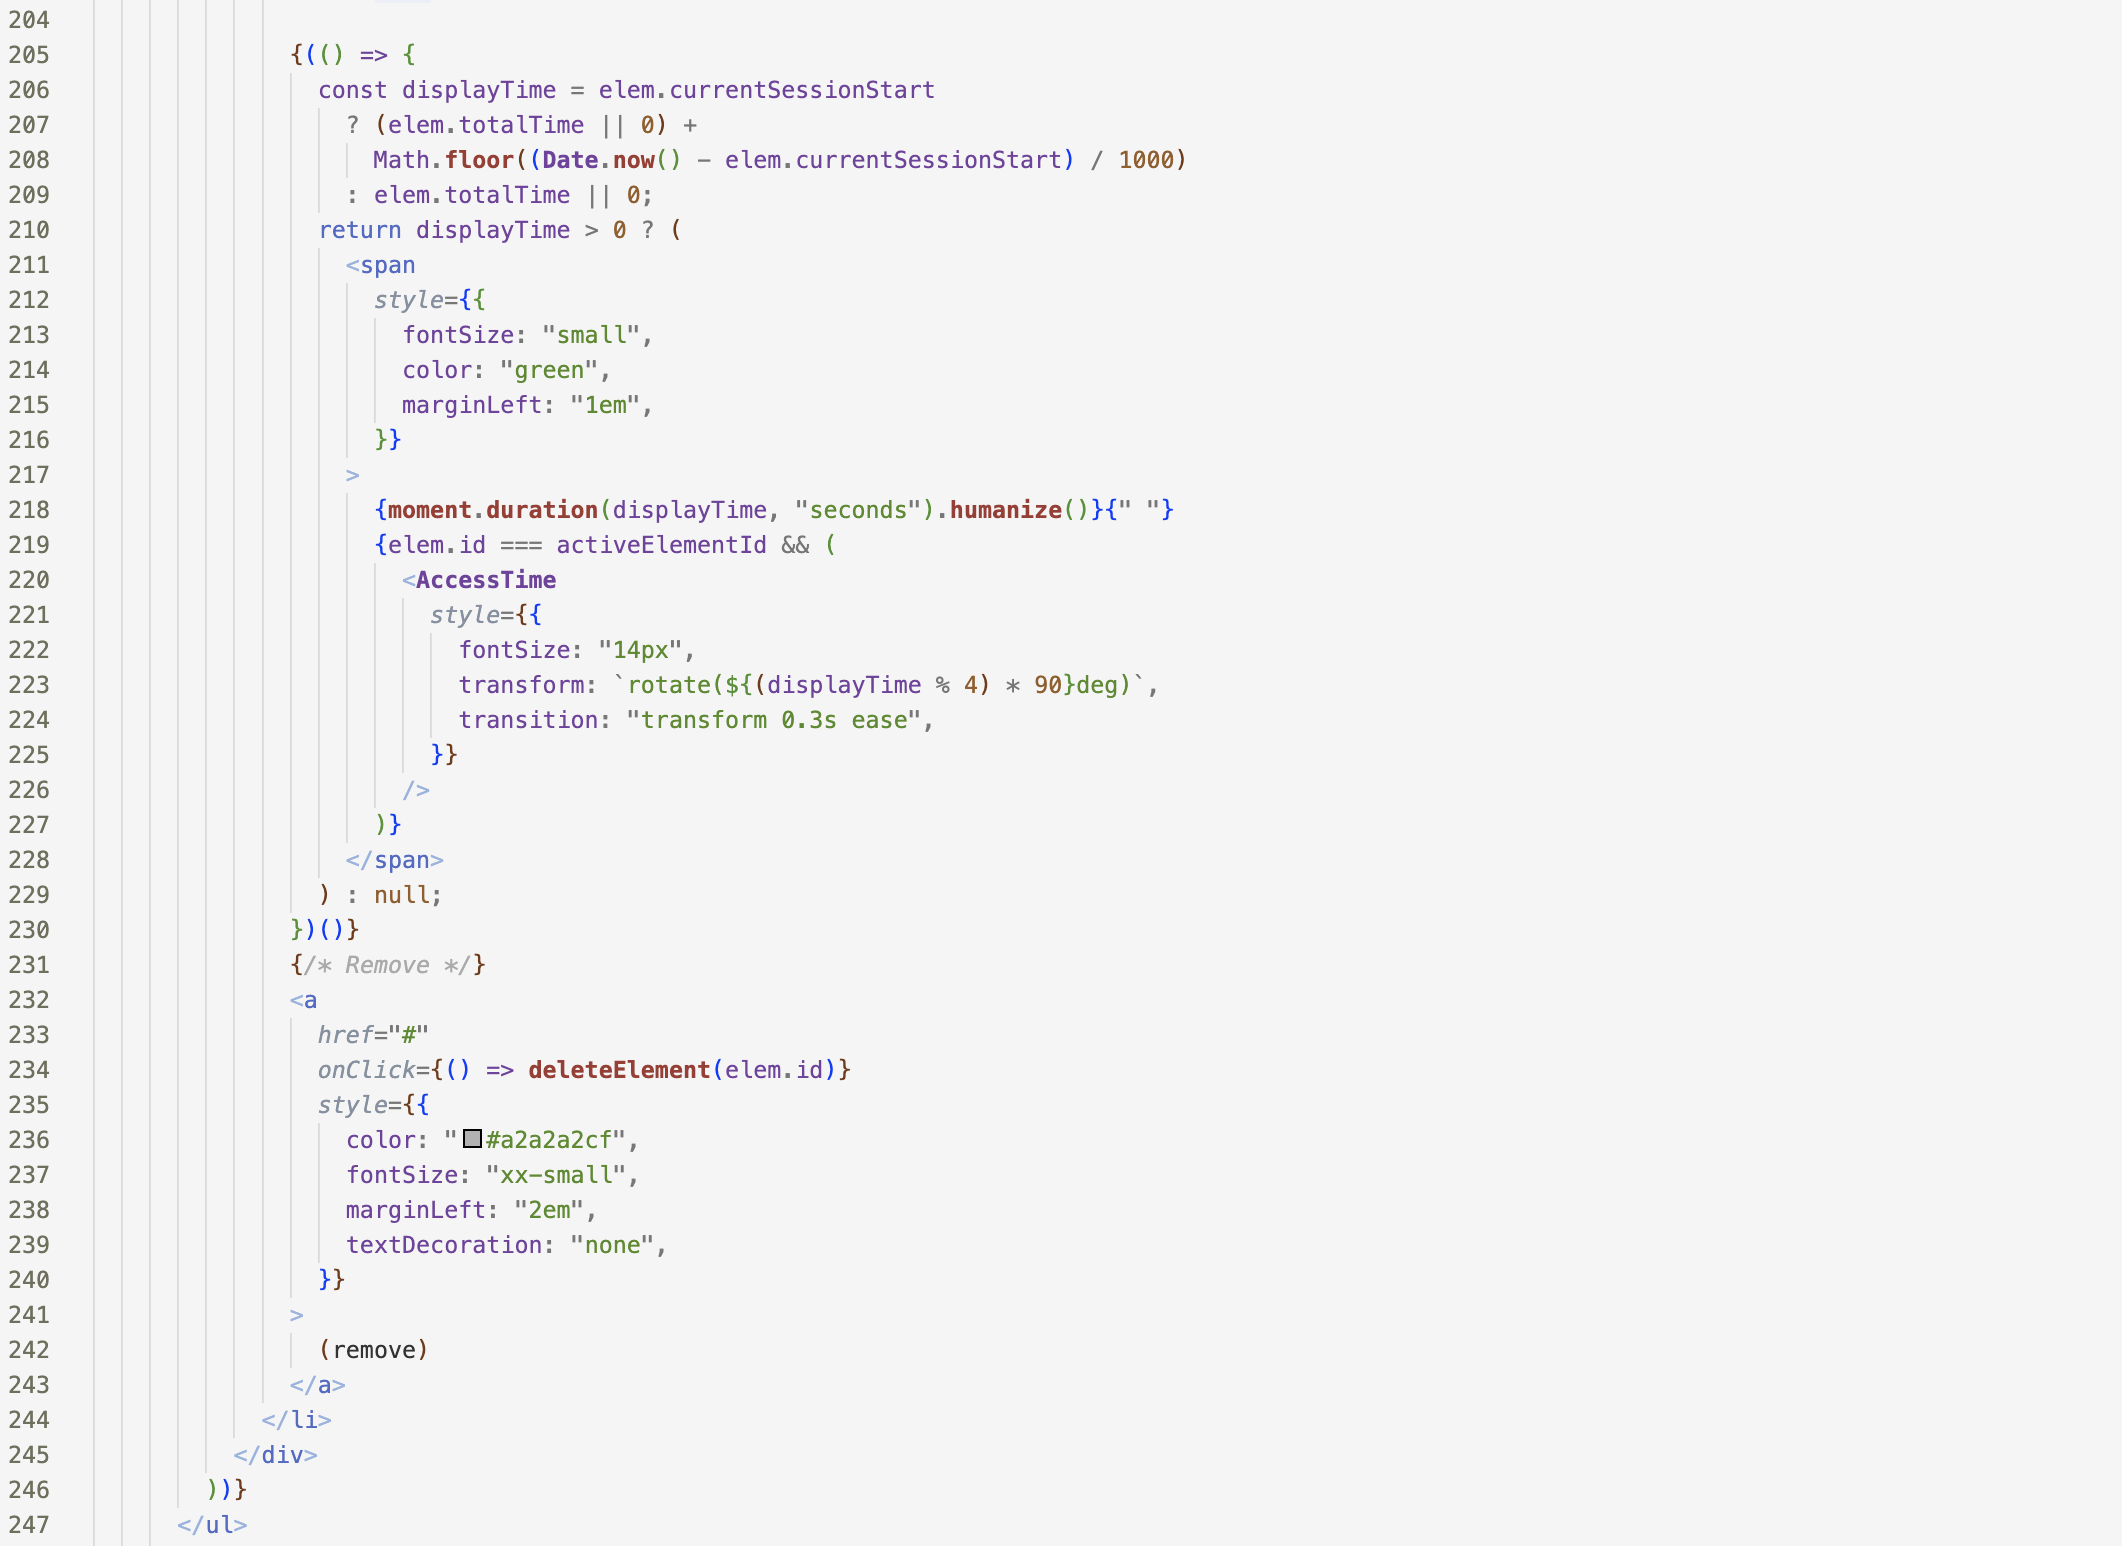 204
205 {(() => {
206 const displayTime = elem.currentSessionStart
207 ? (elem.totalTime || 0) +
208 Math.floor((Date.now() - elem.currentSessionStart) / 1000)
209 : elem.totalTime || 0;
210 return displayTime > 0 ? (
211 <span
212 style={{
213 fontSize: "small",
214 color: "green",
215 marginLeft: "1em",
216 }}
217 >
218 {moment.duration(displayTime, "seconds").humanize()}{" "}
219 {elem.id === activeElementId && (
220 <AccessTime
221 style={{
222 fontSize: "14px",
223 transform: `rotate(${(displayTime % 4) * 90}deg)`,
224 transition: "transform 0.3s ease",
225 }}
226 />
227 )}
228 </span>
229 ) : null;
230 })()}
231 {/* Remove */}
232 <a
233 href="#"
234 onClick={() => deleteElement(elem.id)}
235 style={{
236 color: "#a2a2a2cf",
237 fontSize: "xx-small",
238 marginLeft: "2em",
239 textDecoration: "none",
240 }}
241 >
242 (remove)
243 </a>
244 </li>
245 </div>
246 ))}
247 </ul>